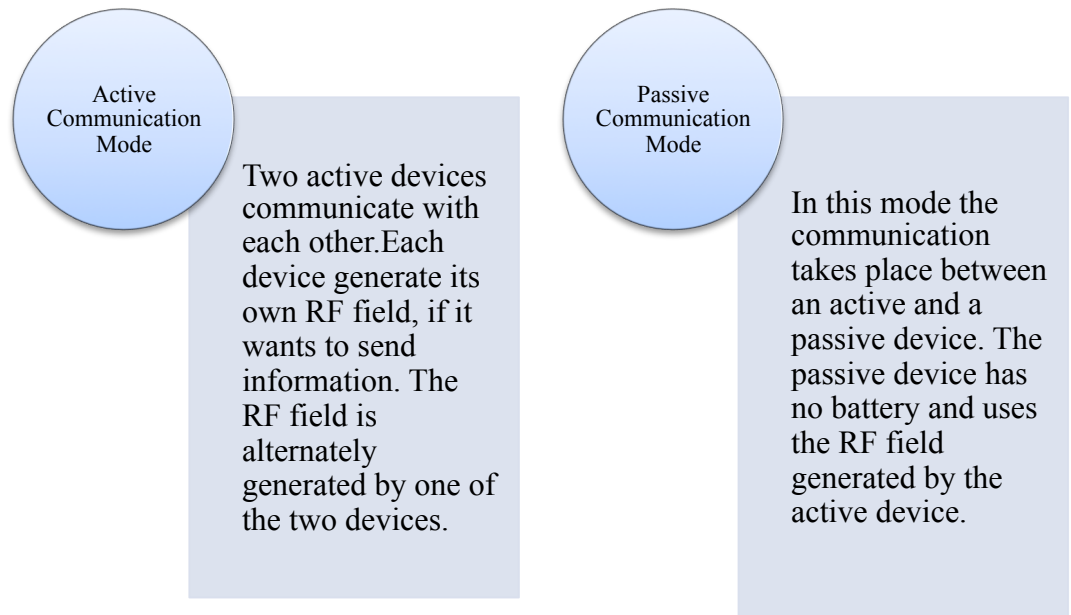 Active
Communication
Mode
Two active devices
communicate with
each other.Each
device generate its
own RF field, if it
wants to send
information. The
RF field is
alternately
generated by one of
the two devices.
Passive
Communication
Mode
In this mode the
communication
takes place between
an active and a
passive device. The
passive device has
no battery and uses
the RF field
generated by the
active device.